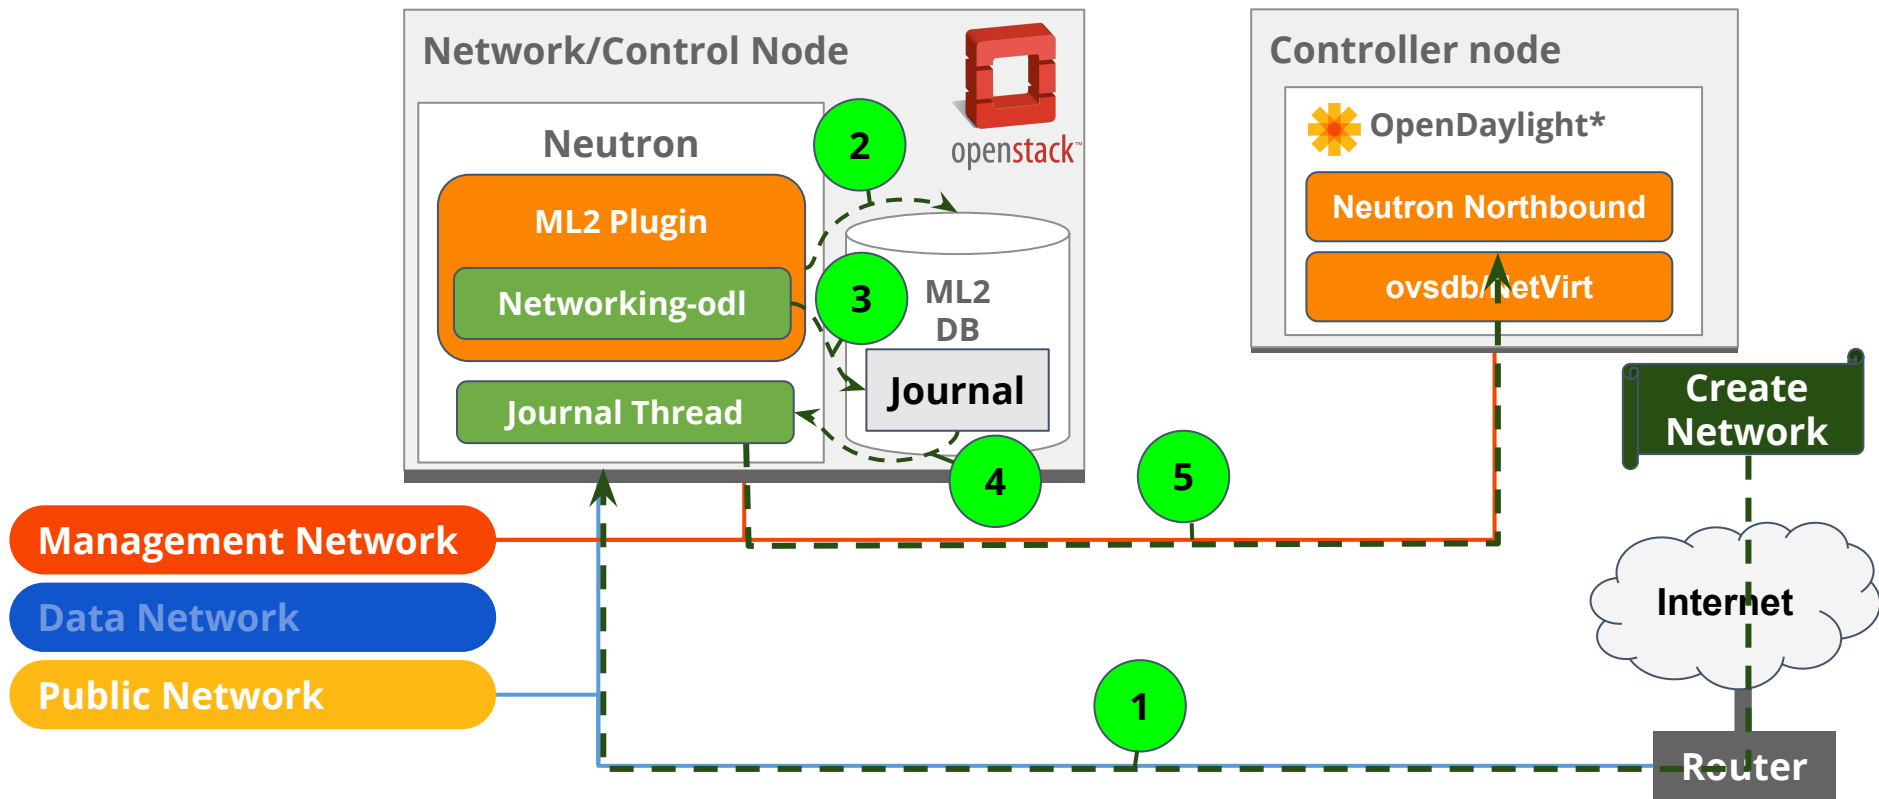 Network/Control Node
openstack™
Neutron
ML2 Plugin
Networking-odl
Journal Thread
ML2
DB
Journal
2
3
4
Controller node
OpenDaylight*
Neutron Northbound
ovsdb/NetVirt
Create
Network
5
Management Network
Data Network
Public Network
Internet
1
Router